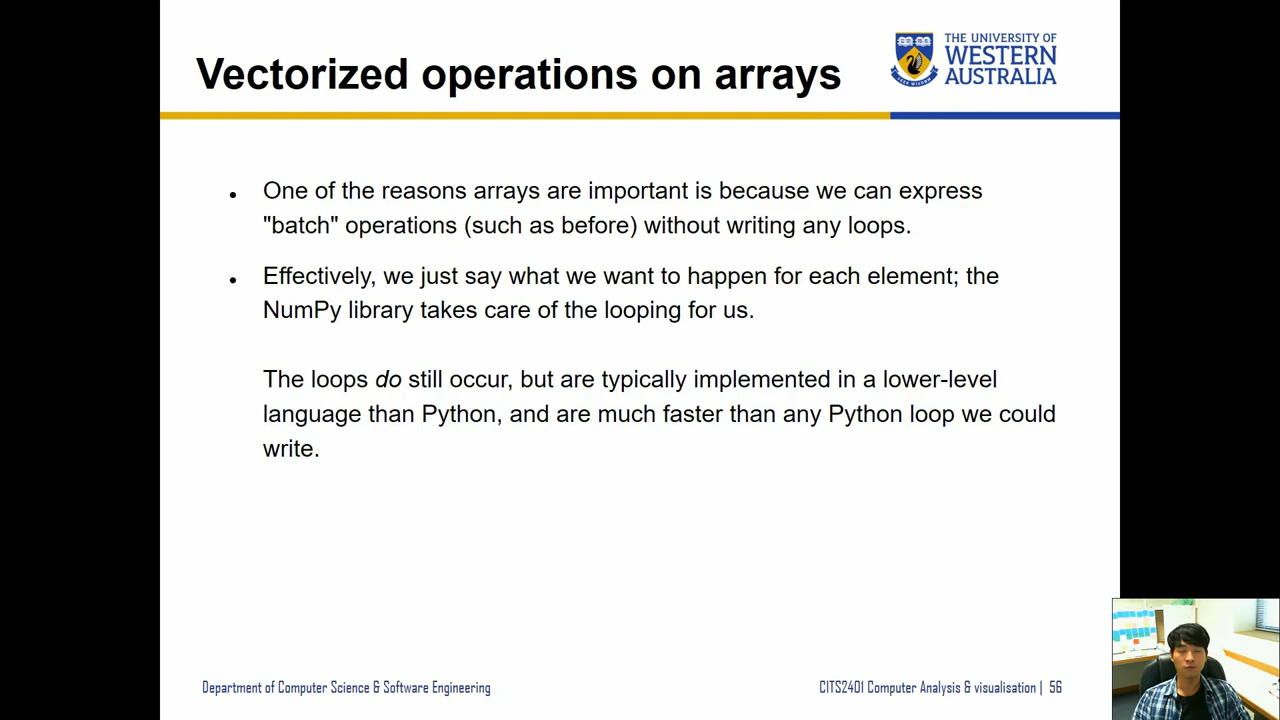 Vectorized operations on arrays
THE UNIVERSITY OF
WESTERN
AUSTRALIA
• One of the reasons arrays are important is because we can express
"batch" operations (such as before) without writing any loops.
• Effectively, we just say what we want to happen for each element; the
NumPy library takes care of the looping for us.
The loops do still occur, but are typically implemented in a lower-level
language than Python, and are much faster than any Python loop we could
write.
Department of Computer Science & Software Engineering
CITS2401 Computer Analysis & visualisation | 56